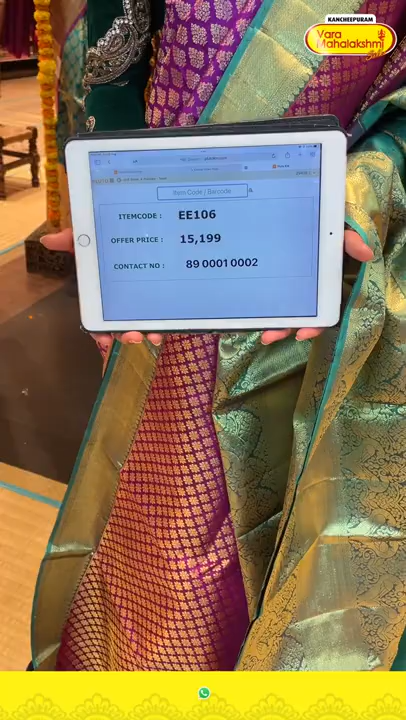 KANCHEEPURAM
Vara
Mahalakshmi
Item Code / Barcode
ITEMCODE : EE106
OFFER PRICE : 15,199
CONTACT NO : 89 0001 0002